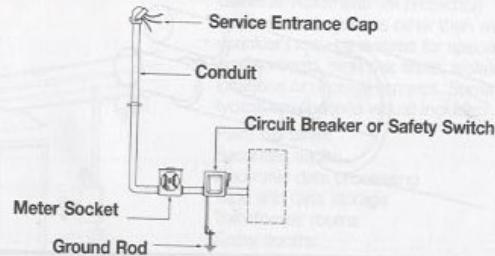 Service Entrance Cap
Conduit
Circuit Breaker or Safety Switch
Meter Socket
Ground Rod